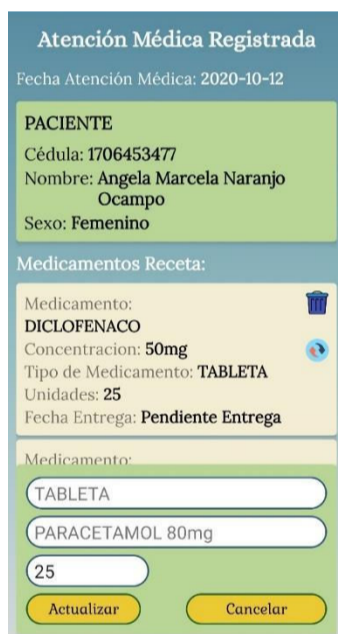 Atención Médica Registrada
Fecha Atención Médica: 2020-10-12
PACIENTE
Cédula: 1706453477
Nombre: Angela Marcela Naranjo
Ocampo
Sexo: Femenino
Medicamentos Receta:
Medicamento:
DICLOFENACO
Concentracion: 50mg
Tipo de Medicamento: TABLETA
Unidades: 25
Fecha Entrega: Pendiente Entrega
Medicamento:
TABLETA
PARACETAMOL 80mg
25
Actualizar Cancelar